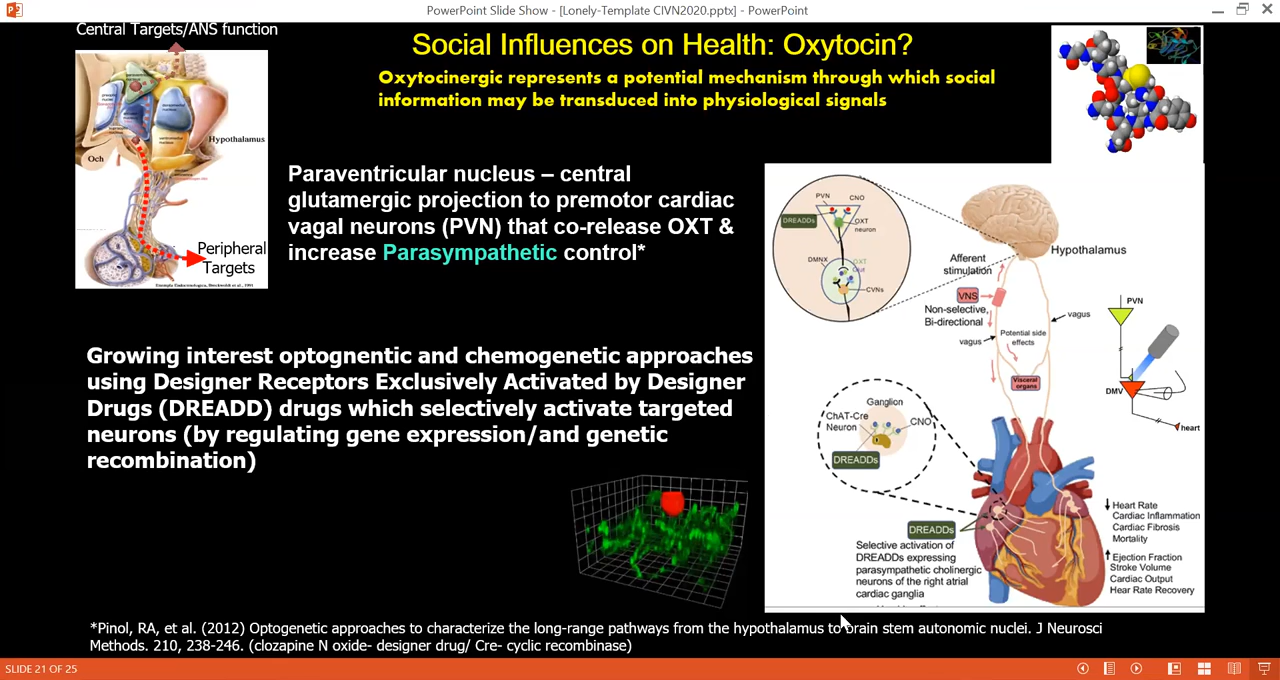 PowerPoint Slide Show - [Lonely-Template CIVN2020.pptx] - PowerPoint
Central Targets/ANS function
Social Influences on Health: Oxytocin?
Oxytocinergic represents a potential mechanism through which social
information may be transduced into physiological signals
Hypothalamus
Och
Peripheral
Targets
Paraventricular nucleus – central
glutamergic projection to premotor cardiac
vagal neurons (PVN) that co-release OXT &
increase Parasympathetic control*
Growing interest optognentic and chemogenetic approaches
using Designer Receptors Exclusively Activated by Designer
Drugs (DREADD) drugs which selectively activate targeted
neurons (by regulating gene expression/and genetic
recombination)
PVN
CNO
DREADDs
OXT
neuron
DMNX
OXT
CVNs
Hypothalamus
Afferent
stimulation
VNS
Non-selective,
Bi-directional
vagus
vagus
Potential side
effects
Visceral
organs
PVN
DMV
heart
Ganglion
ChAT-Cre
Neuron
CNO
DREADDs
DREADDs
Selective activation of
DREADDs expressing
parasympathetic cholinergic
neurons of the right atrial
cardiac ganglia
Heart Rate
Cardiac Inflammation
Cardiac Fibrosis
Mortality
Ejection Fraction
Stroke Volume
Cardiac Output
Hear Rate Recovery
*Pinol, RA, et al. (2012) Optogenetic approaches to characterize the long-range pathways from the hypothalamus to brain stem autonomic nuclei. J Neurosci
Methods. 210, 238-246. (clozapine N oxide- designer drug/ Cre- cyclic recombinase)
SLIDE 21 OF 25